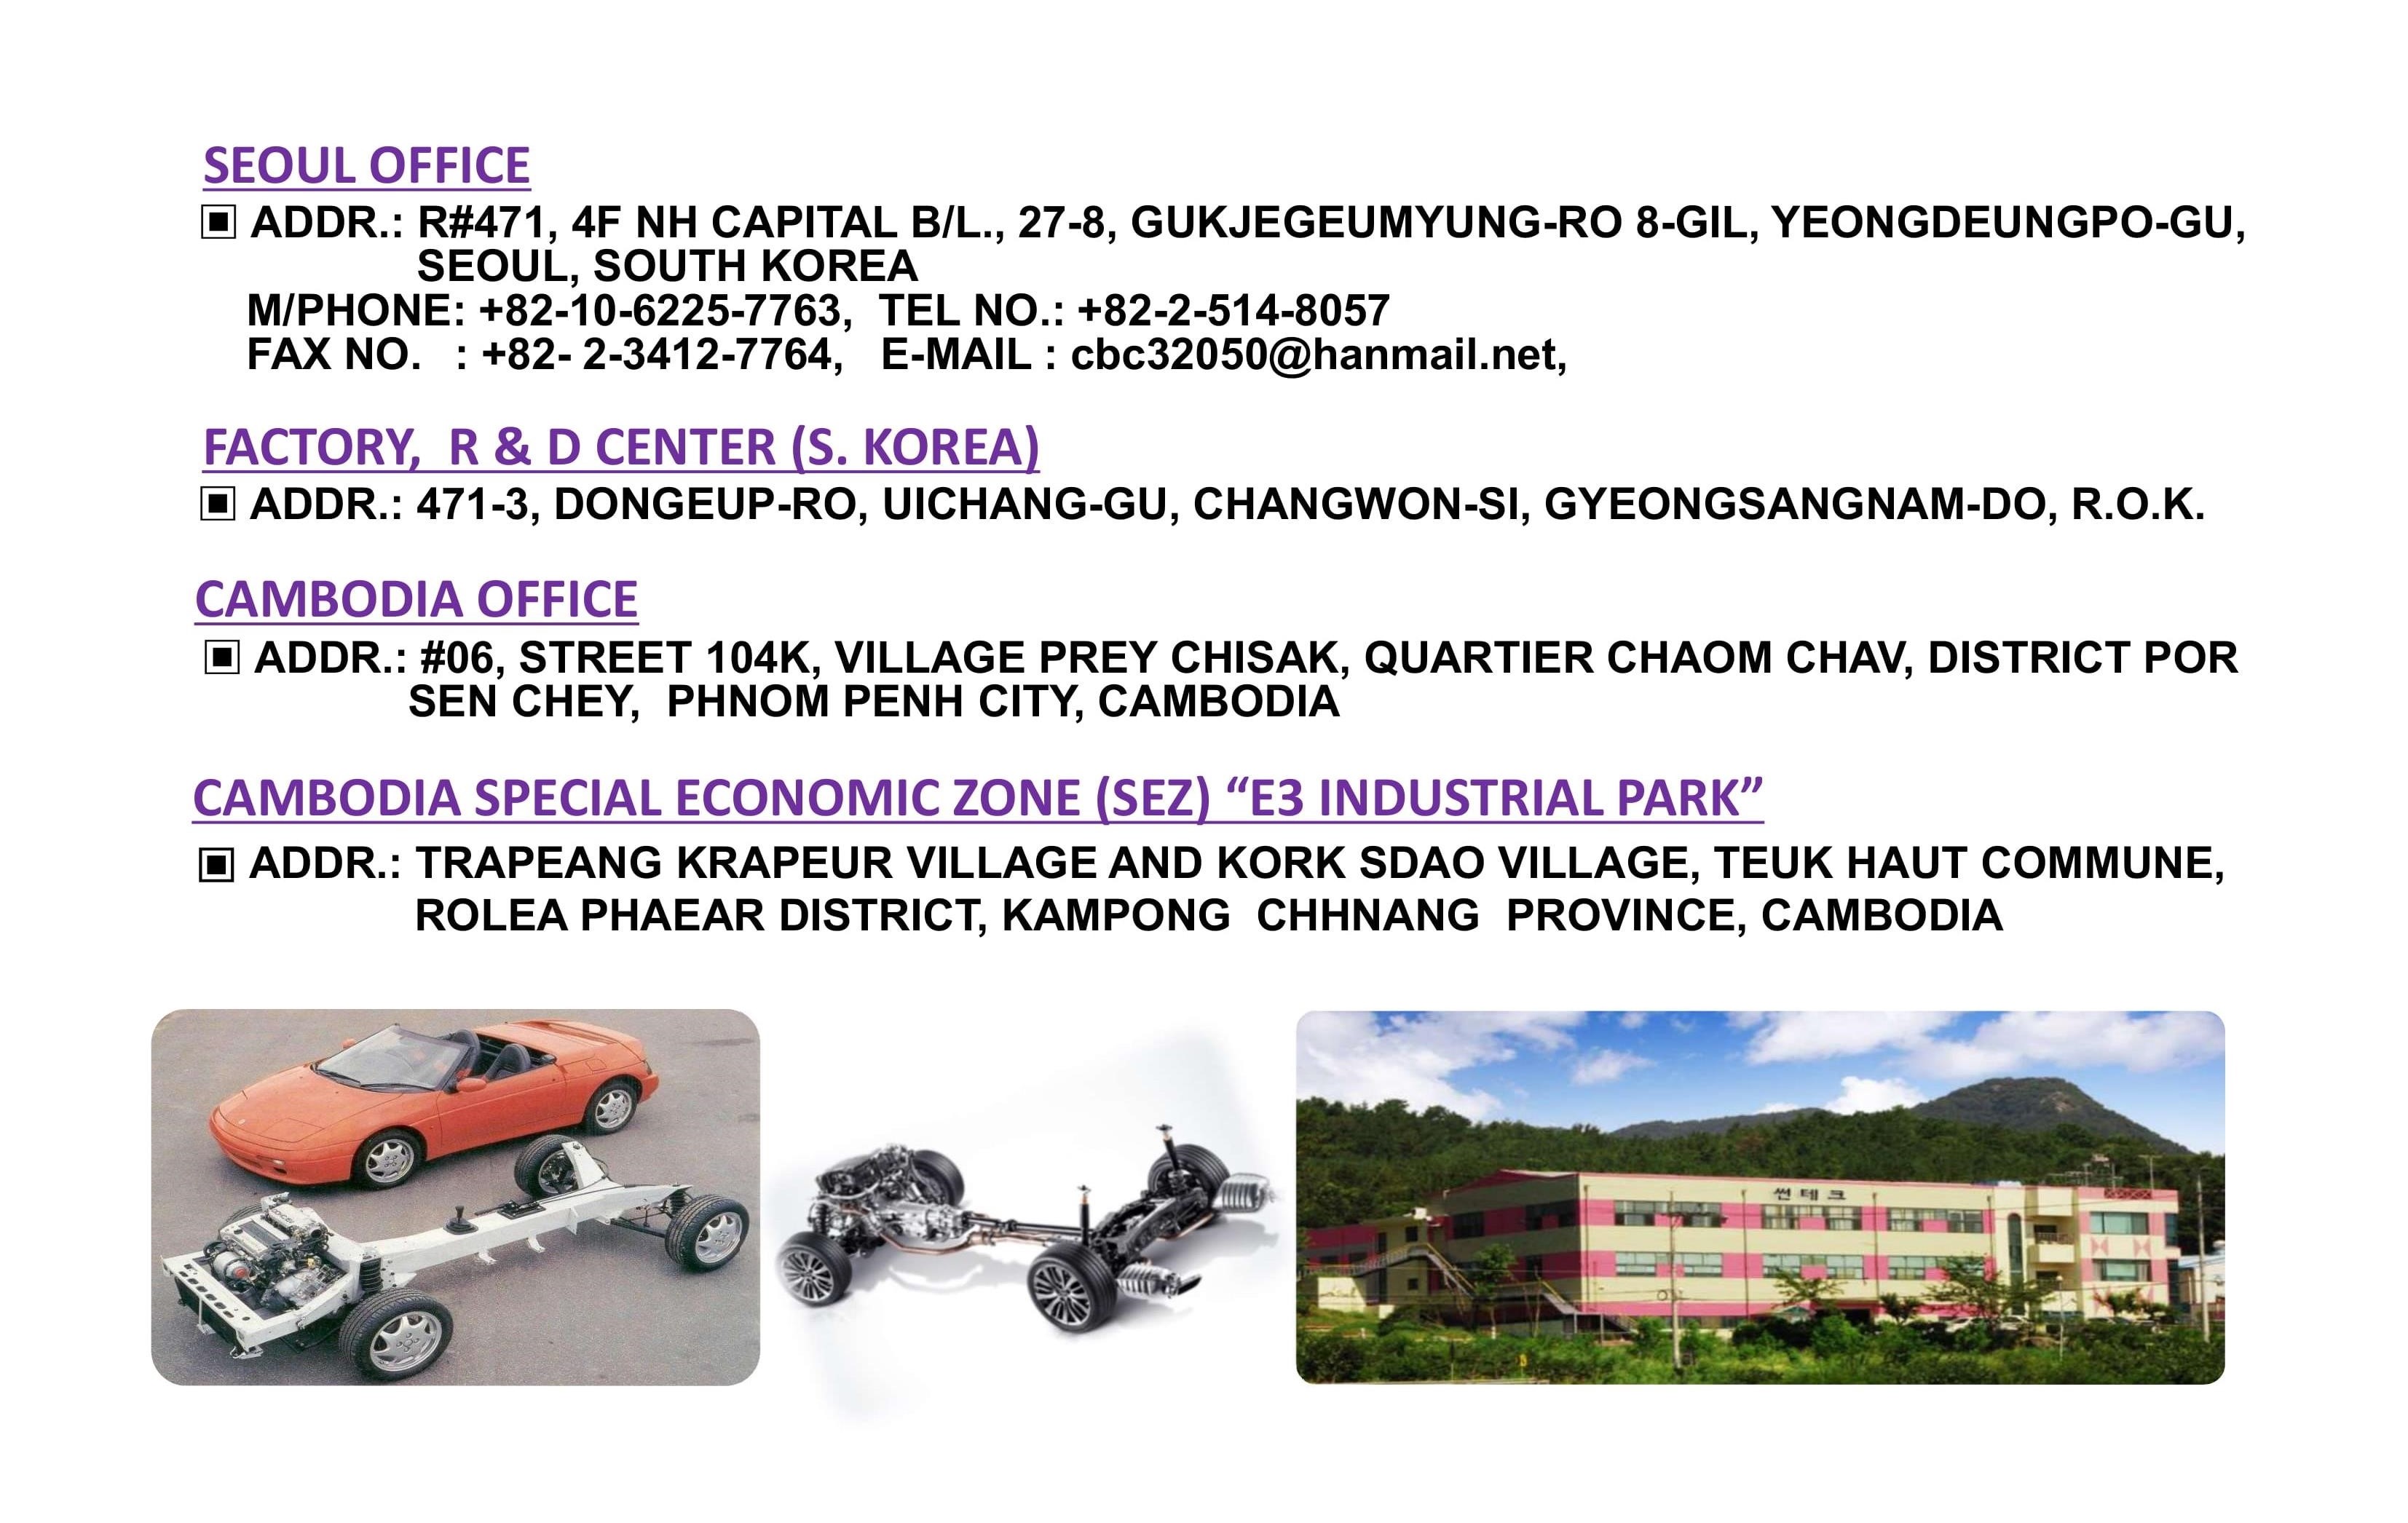 SEOUL OFFICE
▣ ADDR.: R#471, 4F NH CAPITAL B/L., 27-8, GUKJEGEUMYUNG-RO 8-GIL, YEONGDEUNGPO-GU,
SEOUL, SOUTH KOREA
M/PHONE: +82-10-6225-7763, TEL NO.: +82-2-514-8057
FAX NO. : +82- 2-3412-7764, E-MAIL : cbc32050@hanmail.net,
FACTORY, R & D CENTER (S. KOREA)
▣ ADDR.: 471-3, DONGEUP-RO, UICHANG-GU, CHANGWON-SI, GYEONGSANGNAM-DO, R.O.K.
CAMBODIA OFFICE
▣ ADDR.: #06, STREET 104K, VILLAGE PREY CHISAK, QUARTIER CHAOM CHAV, DISTRICT POR
SEN CHEY, PHNOM PENH CITY, CAMBODIA
CAMBODIA SPECIAL ECONOMIC ZONE (SEZ) “E3 INDUSTRIAL PARK”
▣ ADDR.: TRAPEANG KRAPEUR VILLAGE AND KORK SDAO VILLAGE, TEUK HAUT COMMUNE,
ROLEA PHAEAR DISTRICT, KAMPONG CHHNANG PROVINCE, CAMBODIA
썬테크